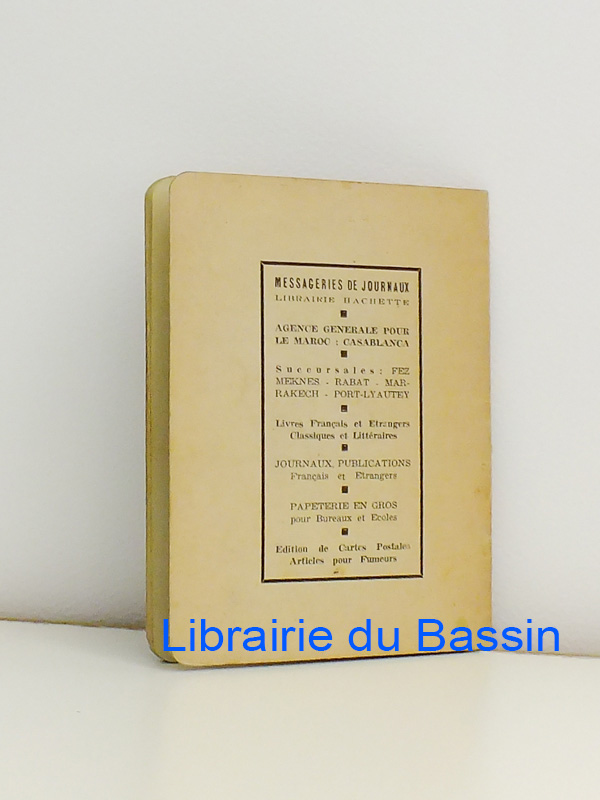 MESSAGERIES DE JOURNAUX
LIBRAIRIE HACHETTE
AGENCE GENERALE POUR
LE MAROC : CASABLANCA
Succursales : FEZ
MEKNES - RABAT - MAR-
RAKECH - PORT-LYAUTEY
Livres Français et Etrangers
Classiques et Littéraires
JOURNAUX, PUBLICATIONS
Français et Etrangers
PAPETERIE EN GROS
pour Bureaux et Ecoles
Edition de Cartes Postales
Articles pour Fumeurs
Librairie du Bassin